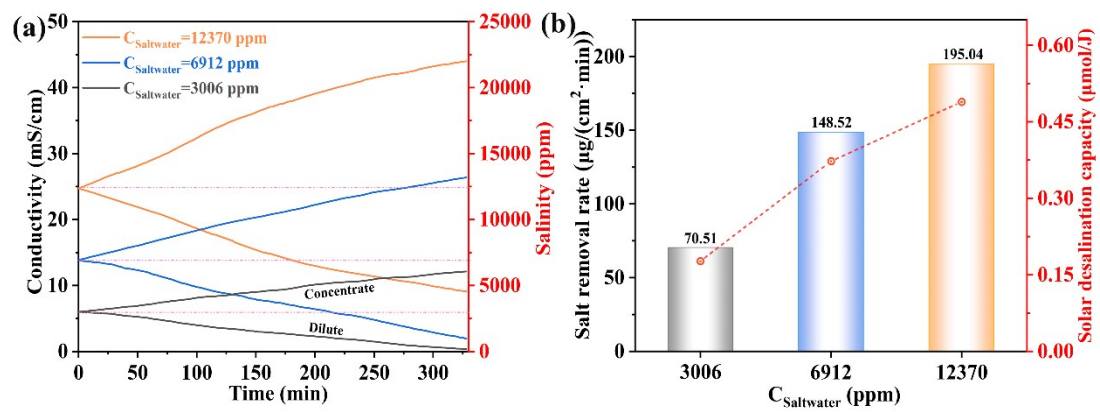 (a)
C_Saltwater=12370 ppm
C_Saltwater=6912 ppm
C_Saltwater=3006 ppm
Concentrate
Dilute
Conductivity (mS/cm)
50
40
30
20
10
0
Salinity (ppm)
25000
20000
15000
10000
5000
0
0 50 100 150 200 250 300
Time (min)
(b)
Salt removal rate (μg/(cm²·min))
200
150
100
50
0
70.51
148.52
195.04
Solar desalination capacity (μmol/J)
0.60
0.45
0.30
0.15
0.00
3006 6912 12370
C_Saltwater (ppm)